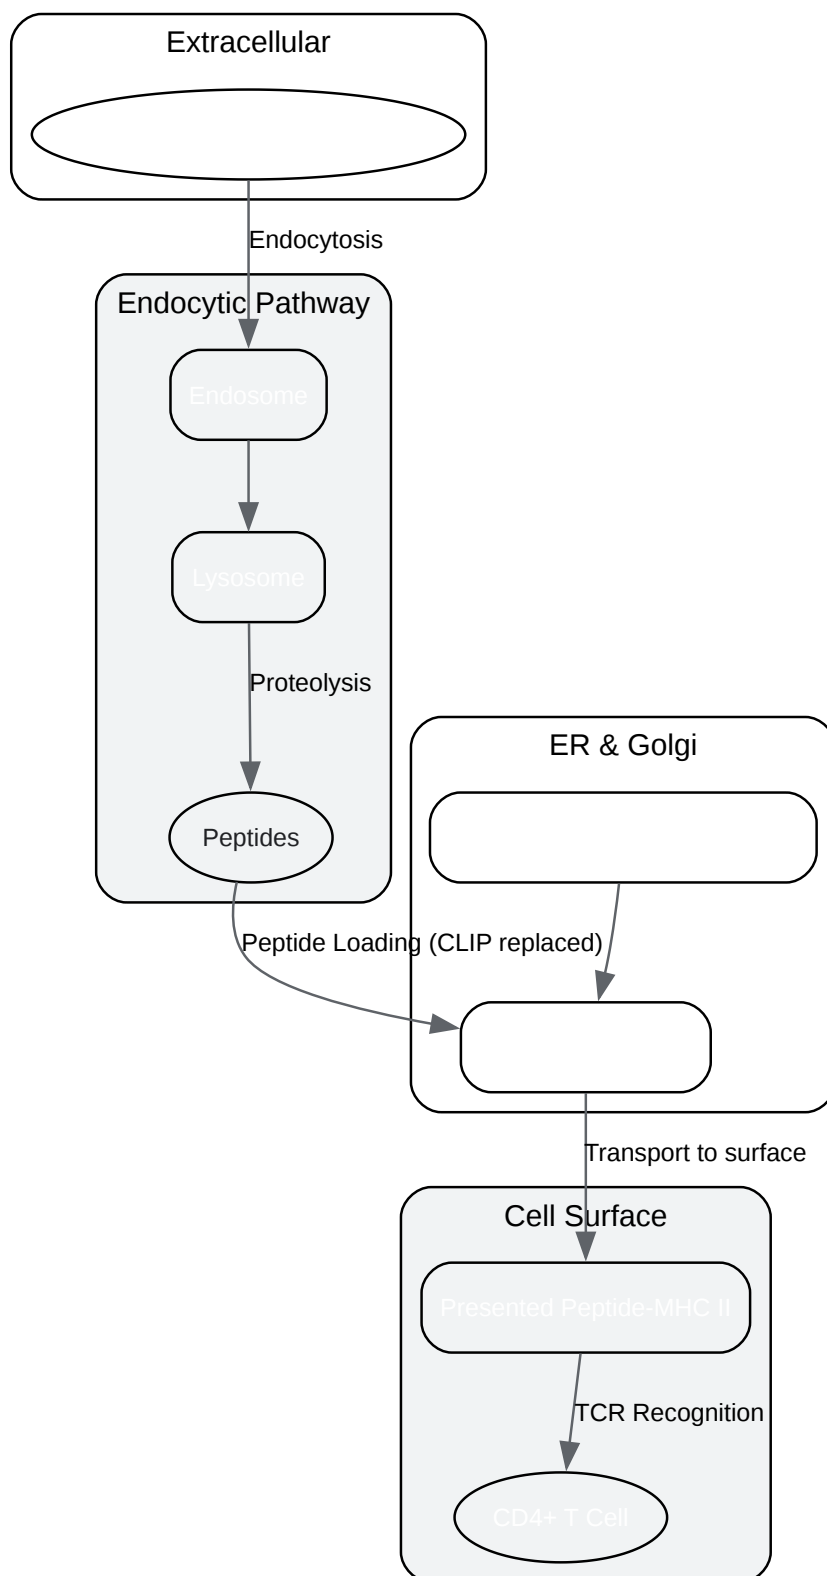 Extracellular
Endocytosis
Endocytic Pathway
Endosome
Lysosome
Proteolysis
Peptides
ER & Golgi
Peptide Loading (CLIP replaced)
Transport to surface
Cell Surface
Presented Peptide-MHC II
TCR Recognition
CD4+ T Cell